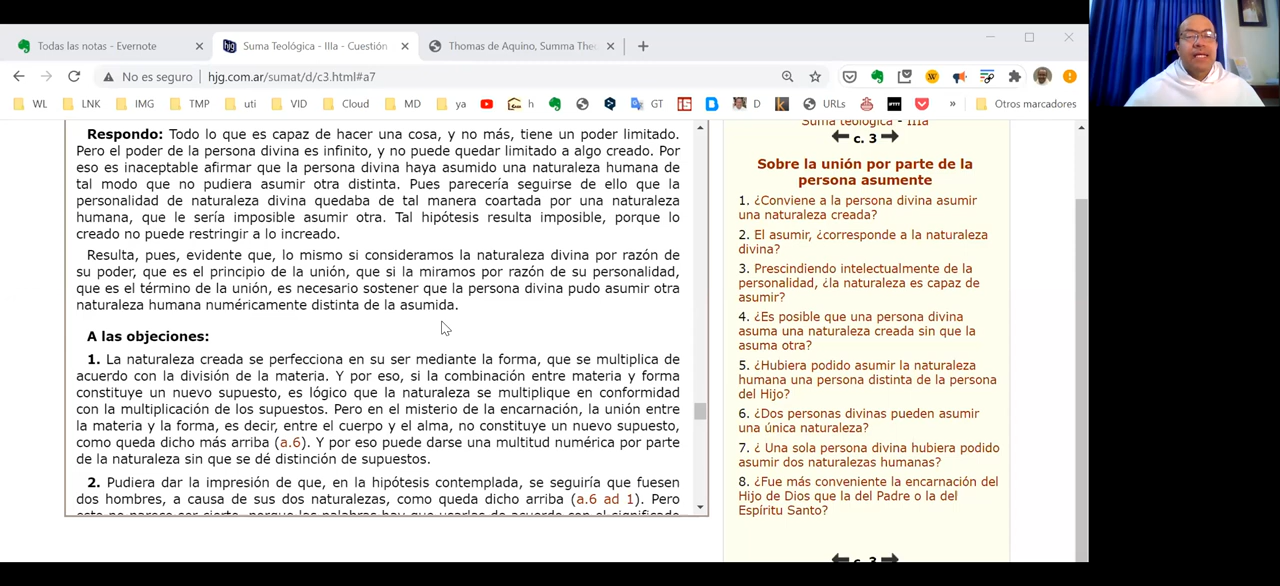 Todas las notas - Evernote
Suma Teológica - IIIa - Cuestión
Thomas de Aquino, Summa The
No es seguro
hjg.com.ar/sumat/d/c3.html#a7
WL
LNK
IMG
TMP
uti
VID
Cloud
MD
ya
h
GT
D
URLs
»
Otros marcadores
Respondo: Todo lo que es capaz de hacer una cosa, y no más, tiene un poder limitado.
Pero el poder de la persona divina es infinito, y no puede quedar limitado a algo creado. Por
eso es inaceptable afirmar que la persona divina haya asumido una naturaleza humana de
tal modo que no pudiera asumir otra distinta. Pues parecería seguirse de ello que la
personalidad de naturaleza divina quedaba de tal manera coartada por una naturaleza
humana, que le sería imposible asumir otra. Tal hipótesis resulta imposible, porque lo
creado no puede restringir a lo increado.
Resulta, pues, evidente que, lo mismo si consideramos la naturaleza divina por razón de
su poder, que es el principio de la unión, que si la miramos por razón de su personalidad,
que es el término de la unión, es necesario sostener que la persona divina pudo asumir otra
naturaleza humana numéricamente distinta de la asumida.
A las objeciones:
1. La naturaleza creada se perfecciona en su ser mediante la forma, que se multiplica de
acuerdo con la división de la materia. Y por eso, si la combinación entre materia y forma
constituye un nuevo supuesto, es lógico que la naturaleza se multiplique en conformidad
con la multiplicación de los supuestos. Pero en el misterio de la encarnación, la unión entre
la materia y la forma, es decir, entre el cuerpo y el alma, no constituye un nuevo supuesto,
como queda dicho más arriba (a.6). Y por eso puede darse una multitud numérica por parte
de la naturaleza sin que se dé distinción de supuestos.
2. Pudiera dar la impresión de que, en la hipótesis contemplada, se seguiría que fuesen
dos hombres, a causa de sus dos naturalezas, como queda dicho arriba (a.6 ad 1). Pero
esto no parece ser cierto, porque las palabras hay que usarlas de acuerdo con el significado
Suma teológica - IIIa
c. 3
Sobre la unión por parte de la
persona asumente
1. ¿Conviene a la persona divina asumir
una naturaleza creada?
2. El asumir, ¿corresponde a la naturaleza
divina?
3. Prescindiendo intelectualmente de la
personalidad, ¿la naturaleza es capaz de
asumir?
4. ¿Es posible que una persona divina
asuma una naturaleza creada sin que la
asuma otra?
5. ¿Hubiera podido asumir la naturaleza
humana una persona distinta de la persona
del Hijo?
6. ¿Dos personas divinas pueden asumir
una única naturaleza?
7. ¿ Una sola persona divina hubiera podido
asumir dos naturalezas humanas?
8. ¿Fue más conveniente la encarnación del
Hijo de Dios que la del Padre o la del
Espíritu Santo?
c. 3